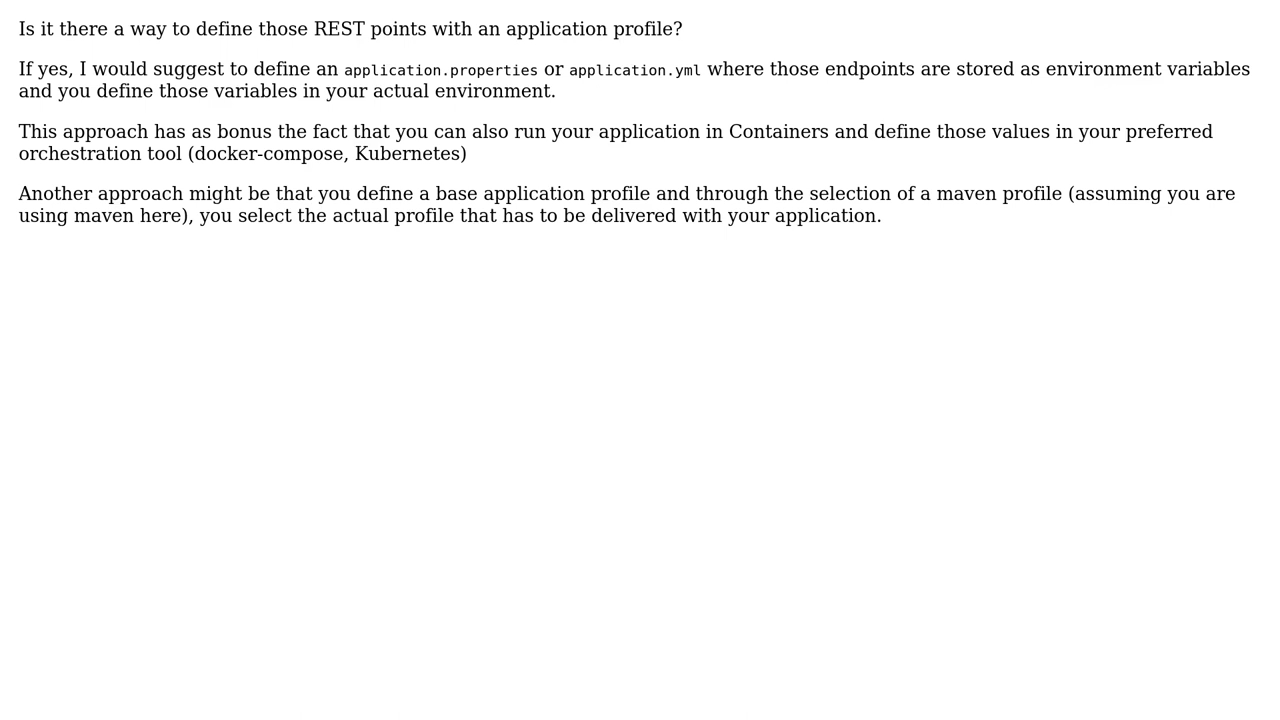 Is it there a way to define those REST points with an application profile?
If yes, I would suggest to define an application.properties or application.yml where those endpoints are stored as environment variables
and you define those variables in your actual environment.
This approach has as bonus the fact that you can also run your application in Containers and define those values in your preferred
orchestration tool (docker-compose, Kubernetes)
Another approach might be that you define a base application profile and through the selection of a maven profile (assuming you are
using maven here), you select the actual profile that has to be delivered with your application.